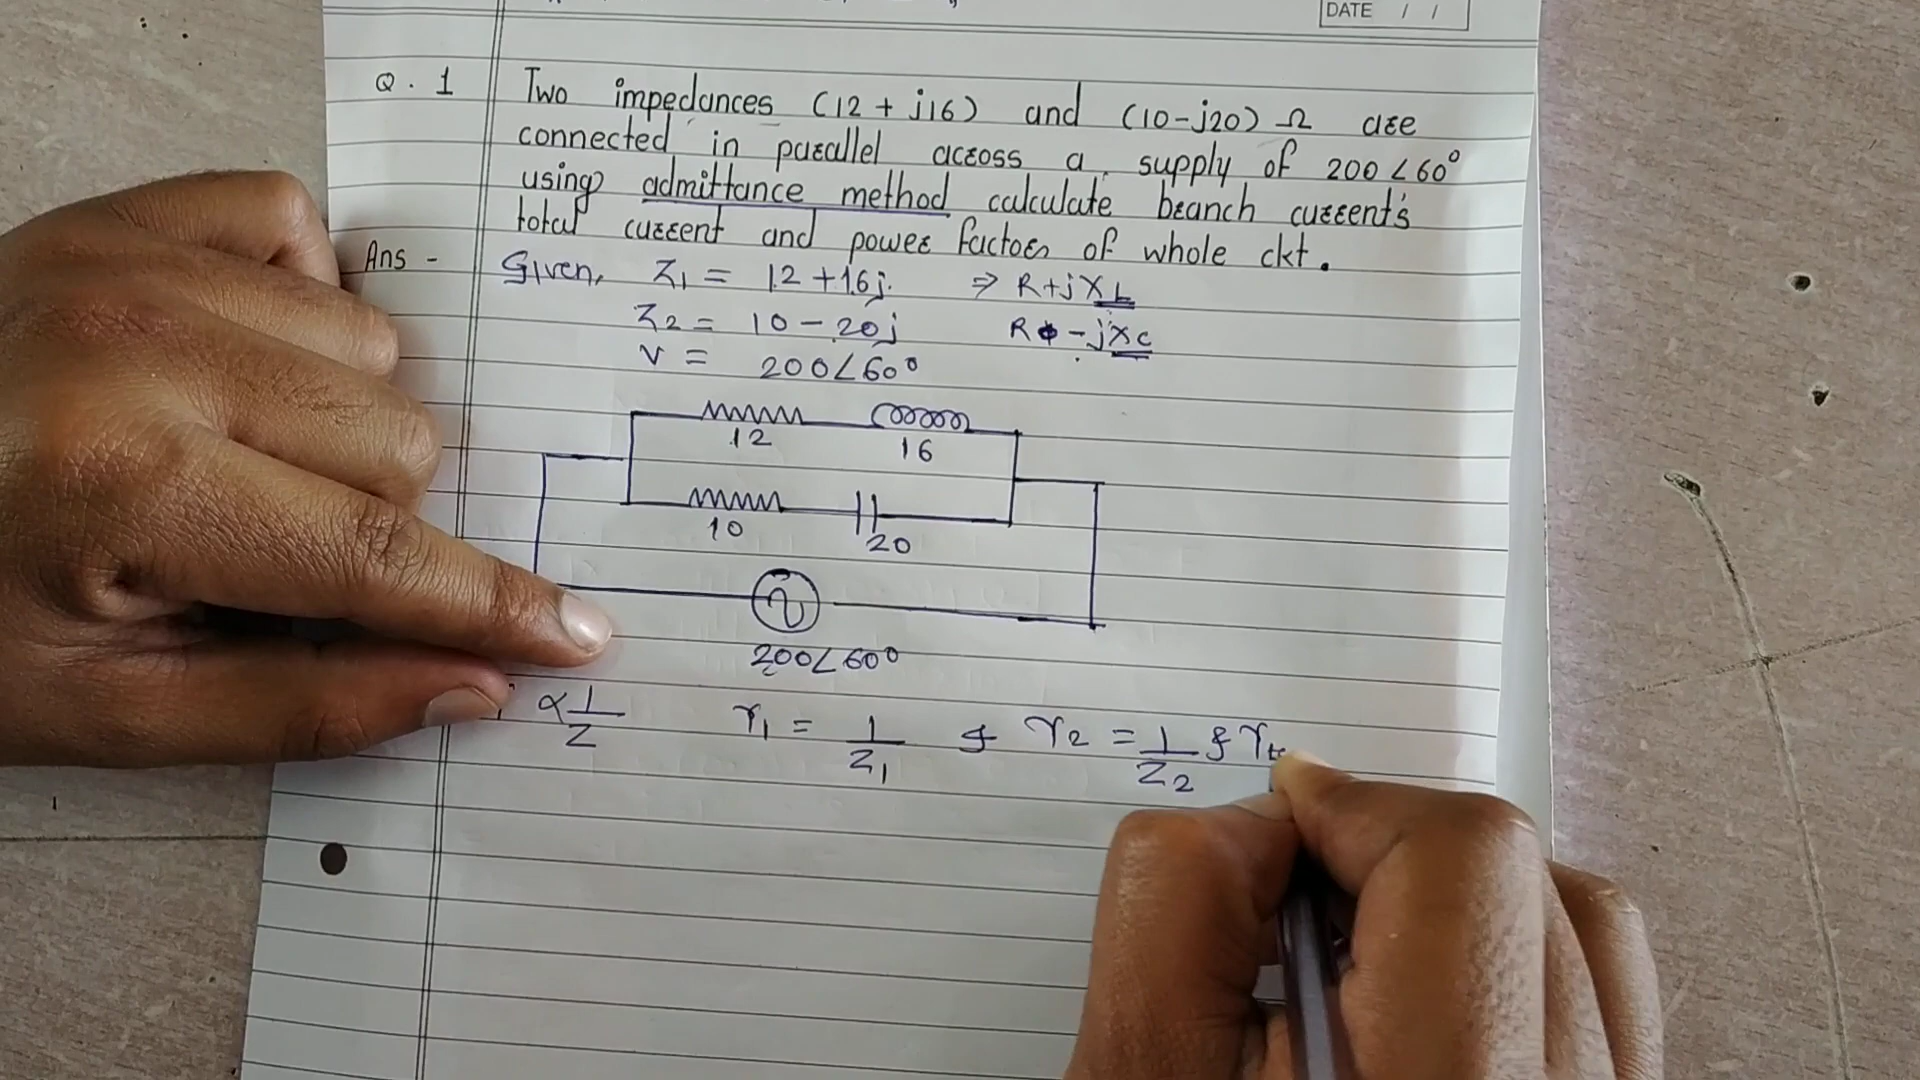 DATE / /
Q. 1 Two impedances (12 + j16) and (10-j20) Ω are
connected in parallel across a supply of 200∠60°
using admittance method calculate branch current's
total current and power factor of whole ckt.
Ans - Given, Z₁ = 12 + 16j ⇒ R + jX_L
Z₂ = 10 - 20j R - jXc
V = 200∠60°
12 16
10 20
200∠60°
∝ 1/Z Y₁ = 1/Z₁ & Y₂ = 1/Z₂ &